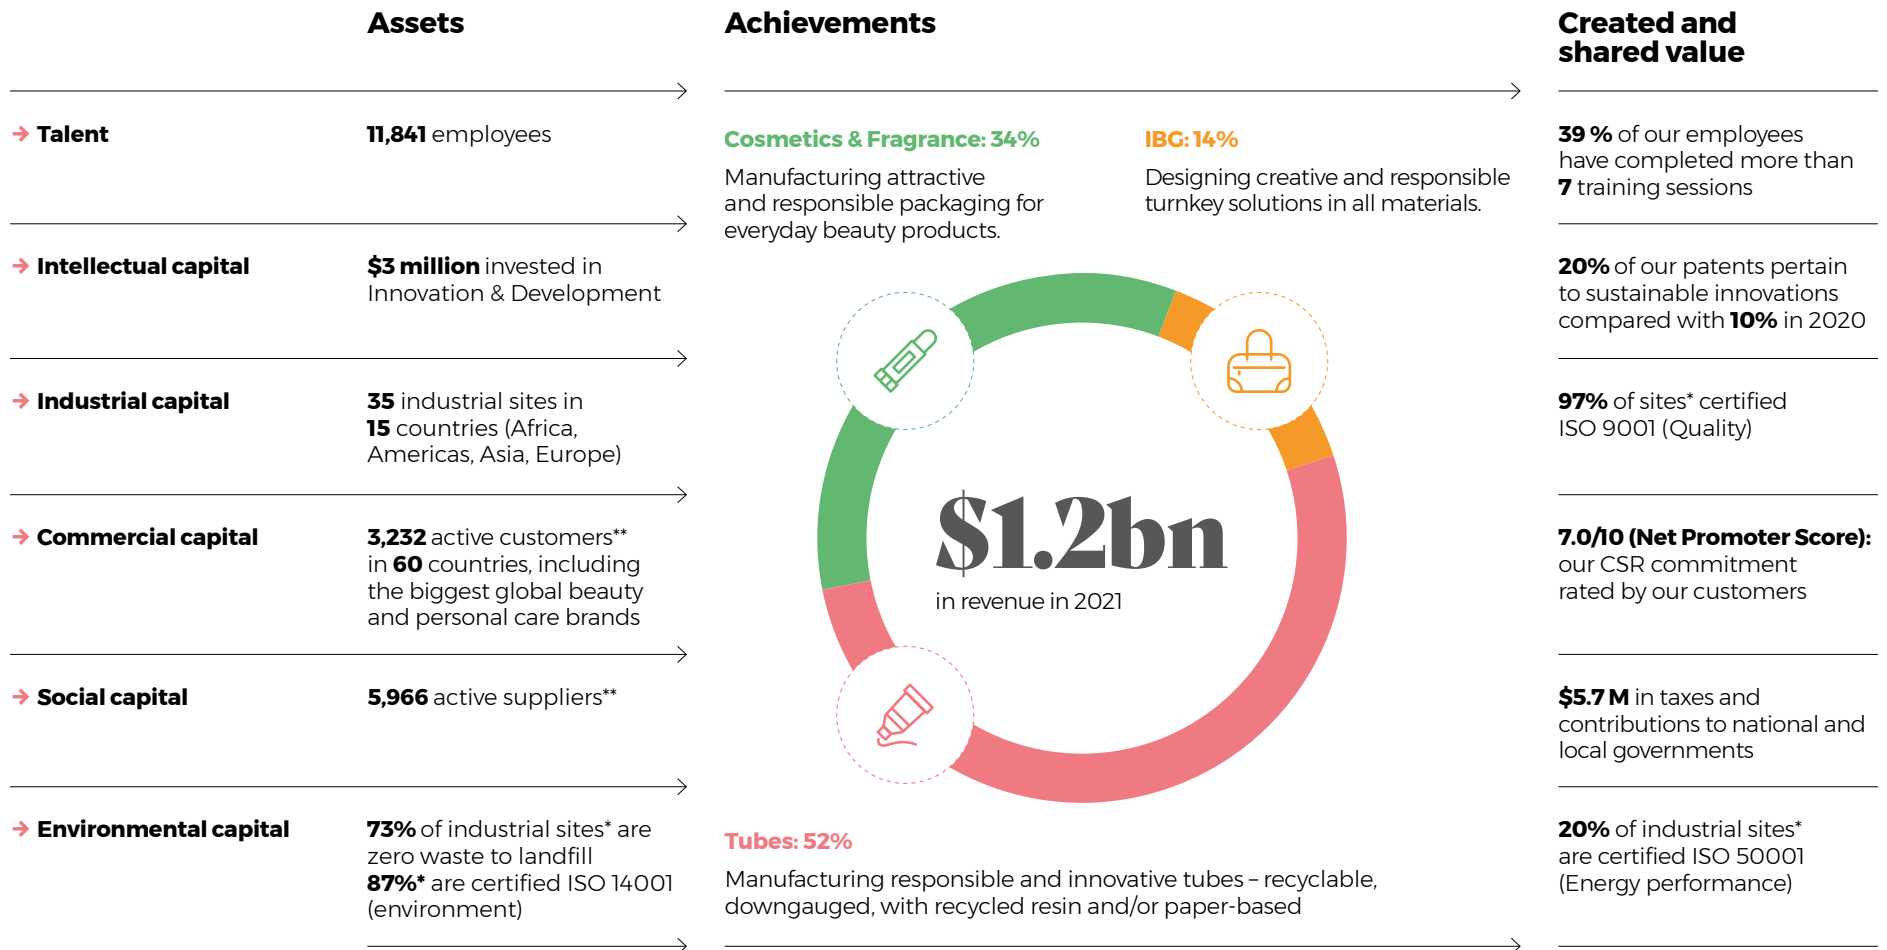 Assets
Achievements
Created and
shared value
Talent
11,841 employees
Cosmetics & Fragrance: 34%
Manufacturing attractive
and responsible packaging for
everyday beauty products.
IBG: 14%
Designing creative and responsible
turnkey solutions in all materials.
39 % of our employees
have completed more than
7 training sessions
Intellectual capital
$3 million invested in
Innovation & Development
20% of our patents pertain
to sustainable innovations
compared with 10% in 2020
Industrial capital
35 industrial sites in
15 countries (Africa,
Americas, Asia, Europe)
97% of sites* certified
ISO 9001 (Quality)
Commercial capital
3,232 active customers**
in 60 countries, including
the biggest global beauty
and personal care brands
$1.2bn
in revenue in 2021
7.0/10 (Net Promoter Score):
our CSR commitment
rated by our customers
Social capital
5,966 active suppliers**
$5.7 M in taxes and
contributions to national and
local governments
Environmental capital
73% of industrial sites* are
zero waste to landfill
87%* are certified ISO 14001
(environment)
Tubes: 52%
Manufacturing responsible and innovative tubes – recyclable,
downgauged, with recycled resin and/or paper-based
20% of industrial sites*
are certified ISO 50001
(Energy performance)